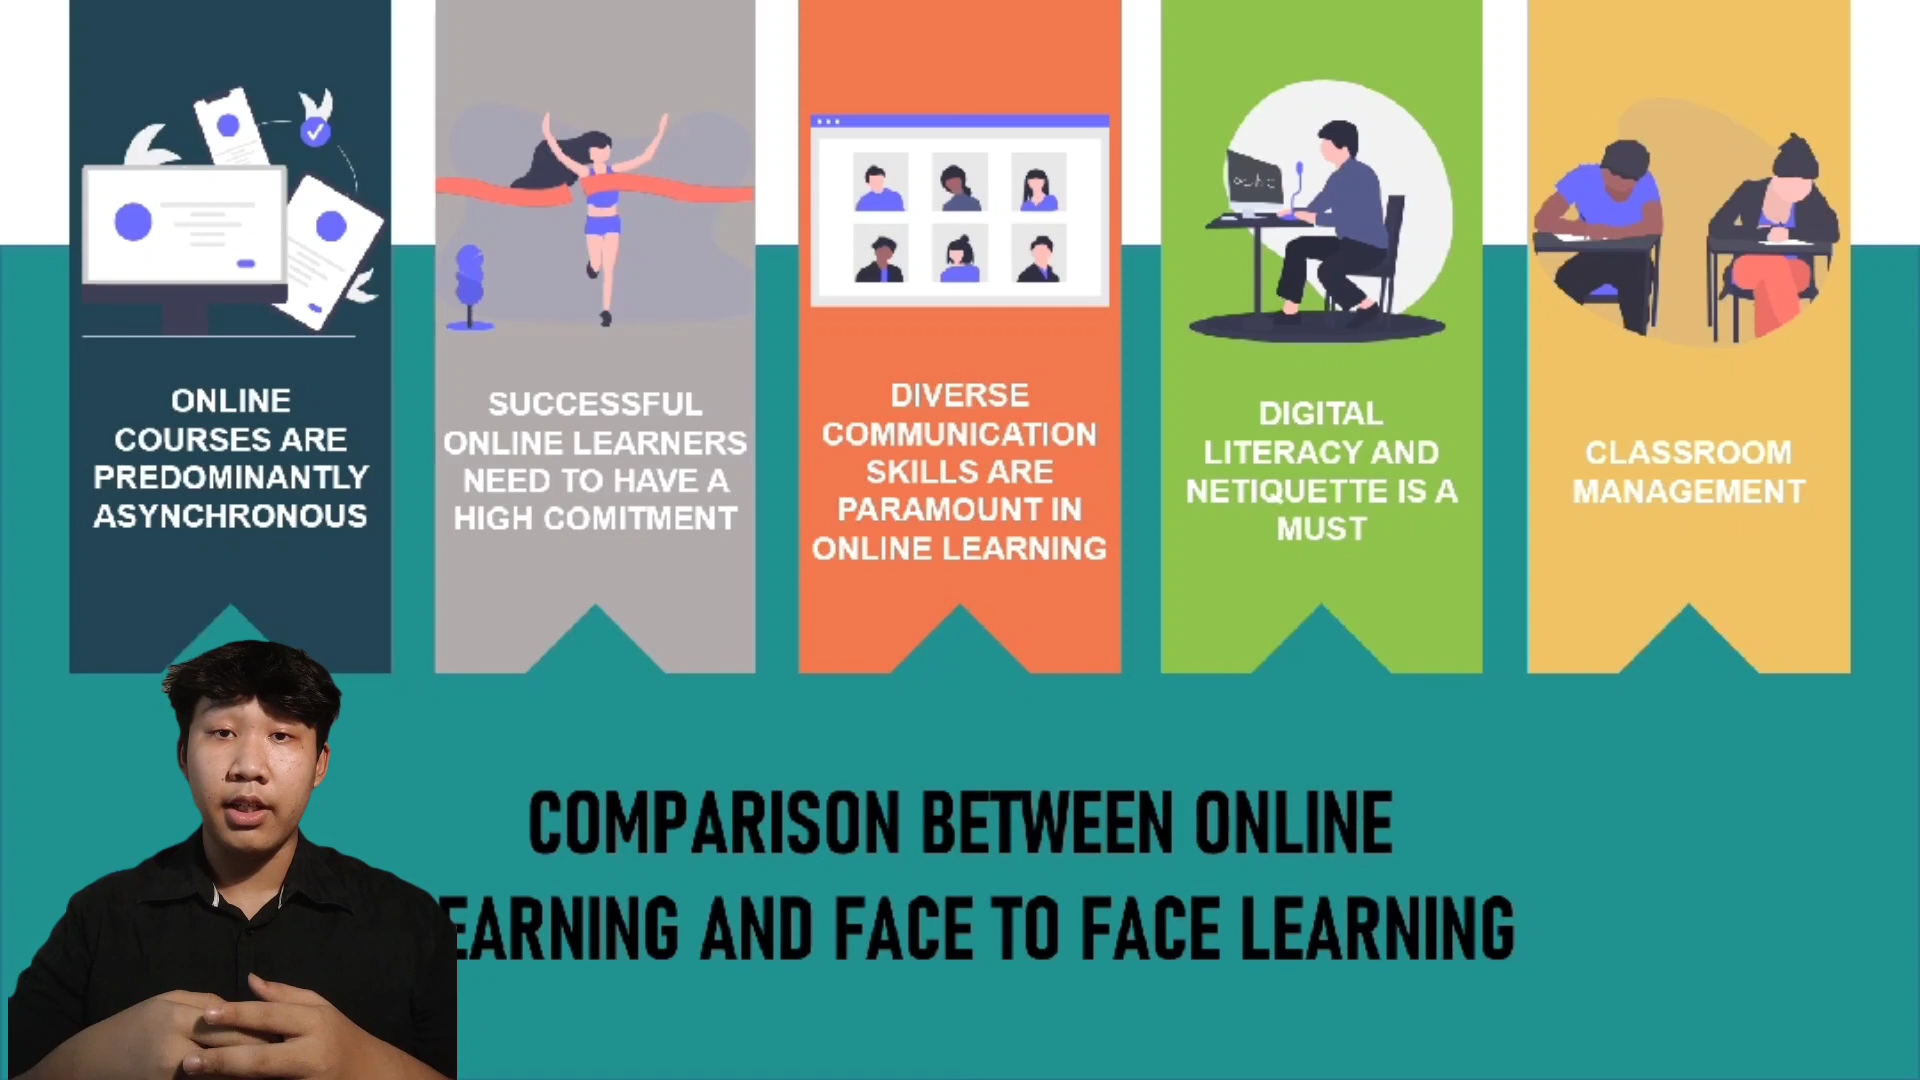 ONLINE
COURSES ARE
PREDOMINANTLY
ASYNCHRONOUS
SUCCESSFUL
ONLINE LEARNERS
NEED TO HAVE A
HIGH COMITMENT
DIVERSE
COMMUNICATION
SKILLS ARE
PARAMOUNT IN
ONLINE LEARNING
DIGITAL
LITERACY AND
NETIQUETTE IS A
MUST
CLASSROOM
MANAGEMENT
COMPARISON BETWEEN ONLINE
EARNING AND FACE TO FACE LEARNING